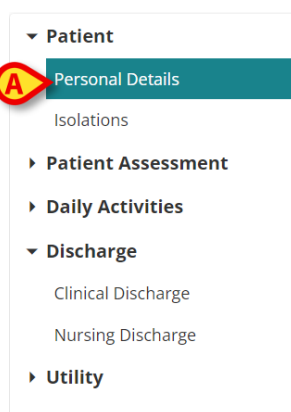 Patient
A
Personal Details
Isolations
Patient Assessment
Daily Activities
Discharge
Clinical Discharge
Nursing Discharge
Utility